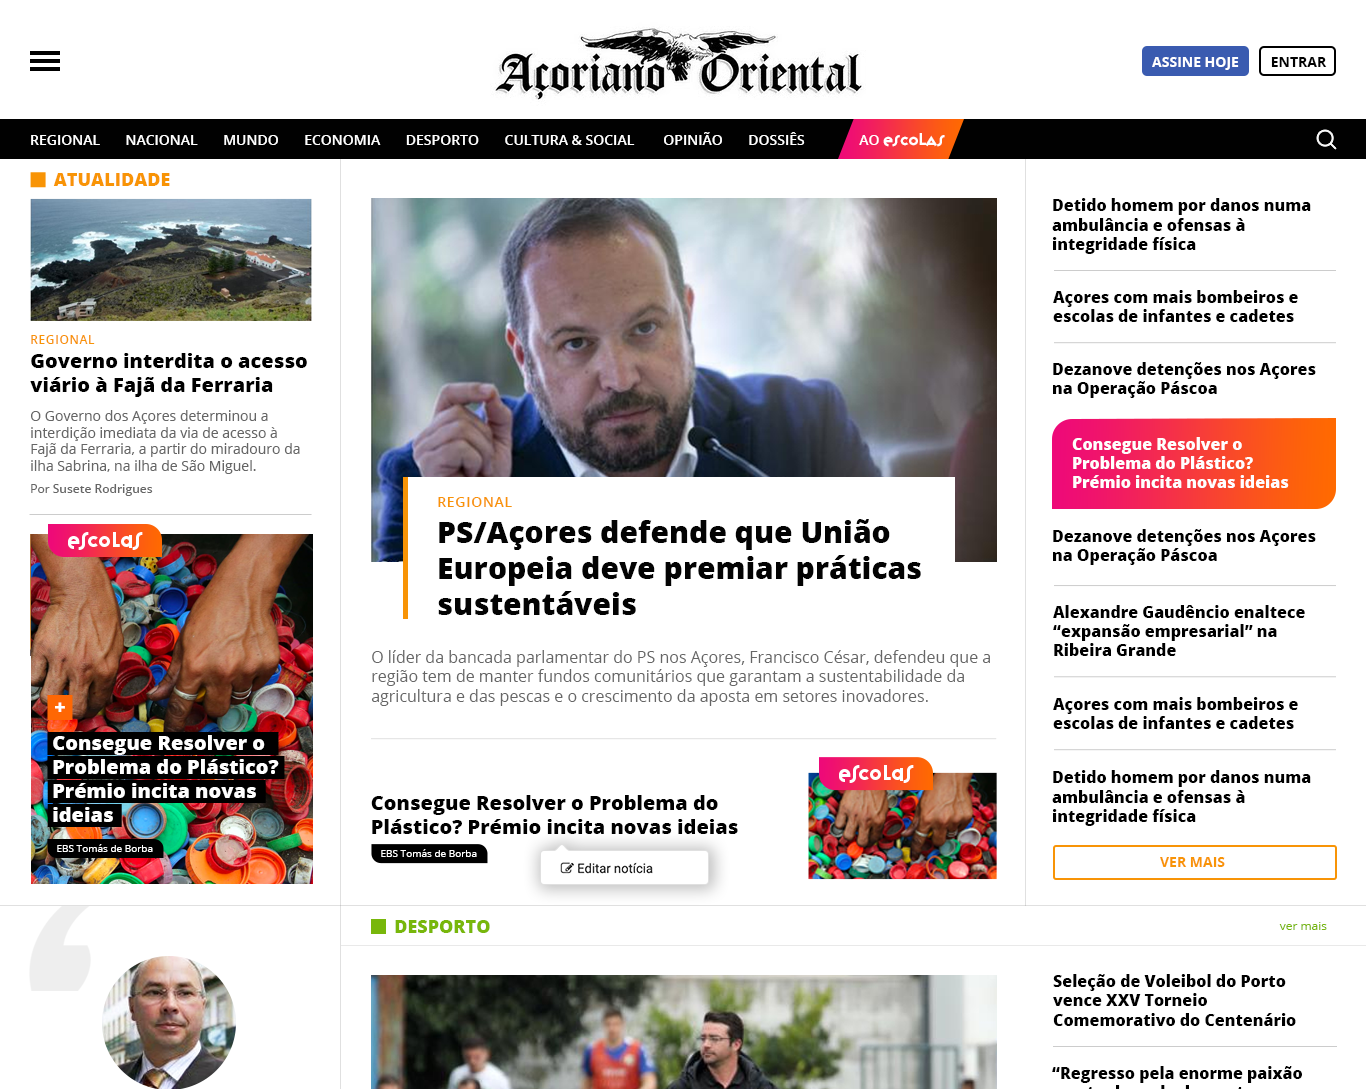 Açoriano Oriental
ASSINE HOJE
ENTRAR
REGIONAL NACIONAL MUNDO ECONOMIA DESPORTO CULTURA & SOCIAL OPINIÃO DOSSIÊS AO escolas
ATUALIDADE
REGIONAL
Governo interdita o acesso
viário à Fajã da Ferraria
O Governo dos Açores determinou a
interdição imediata da via de acesso à
Fajã da Ferraria, a partir do miradouro da
ilha Sabrina, na ilha de São Miguel.
Por Susete Rodrigues
escolas
+
Consegue Resolver o
Problema do Plástico?
Prémio incita novas
ideias
EBS Tomás de Borba
REGIONAL
PS/Açores defende que União
Europeia deve premiar práticas
sustentáveis
O líder da bancada parlamentar do PS nos Açores, Francisco César, defendeu que a
região tem de manter fundos comunitários que garantam a sustentabilidade da
agricultura e das pescas e o crescimento da aposta em setores inovadores.
Consegue Resolver o Problema do
Plástico? Prémio incita novas ideias
EBS Tomás de Borba
Editar notícia
escolas
Detido homem por danos numa
ambulância e ofensas à
integridade física
Açores com mais bombeiros e
escolas de infantes e cadetes
Dezanove detenções nos Açores
na Operação Páscoa
Consegue Resolver o
Problema do Plástico?
Prémio incita novas ideias
Dezanove detenções nos Açores
na Operação Páscoa
Alexandre Gaudêncio enaltece
“expansão empresarial” na
Ribeira Grande
Açores com mais bombeiros e
escolas de infantes e cadetes
Detido homem por danos numa
ambulância e ofensas à
integridade física
VER MAIS
DESPORTO
ver mais
Seleção de Voleibol do Porto
vence XXV Torneio
Comemorativo do Centenário
“Regresso pela enorme paixão